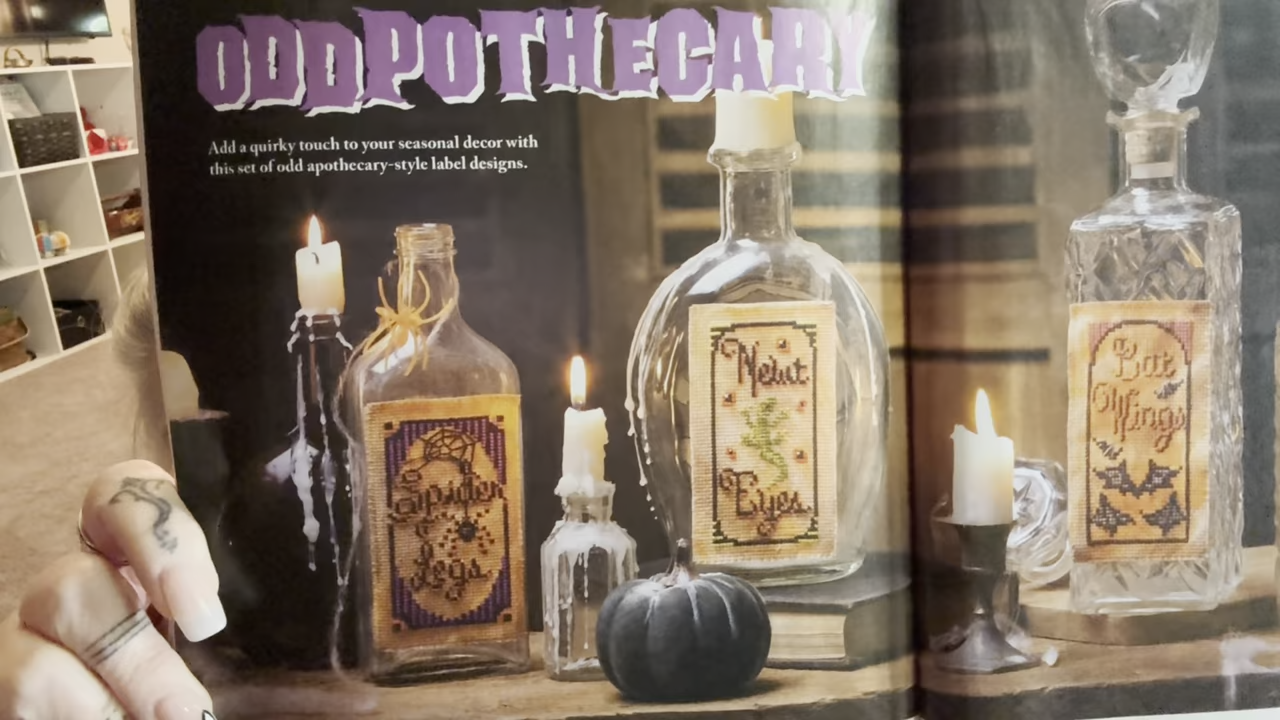 ODDPOTHECARY
Add a quirky touch to your seasonal decor with
this set of odd apothecary-style label designs.
Spider
Legs
Newt
Eyes
Bat
Wings